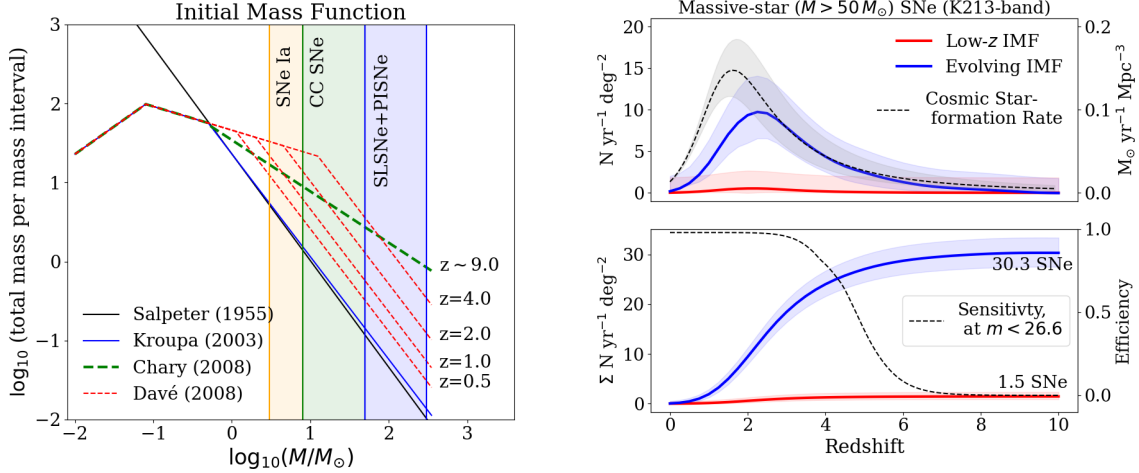 Initial Mass Function
log10(total mass per mass interval)
3
2
1
0
−1
−2
SNe Ia
CC SNe
SLSNe+PISNe
z ~ 9.0
z=4.0
z=2.0
z=1.0
z=0.5
Salpeter (1955)
Kroupa (2003)
Chary (2008)
Davé (2008)
−2
−1
0
1
2
3
log10(M/M⊙)
Massive-star (M > 50 M⊙) SNe (K213-band)
N yr−1 deg−2
20
15
10
5
0
Low-z IMF
Evolving IMF
Cosmic Star-
formation Rate
0.2
0.1
0.0
M⊙ yr−1 Mpc−3
Σ N yr−1 deg−2
30
20
10
0
30.3 SNe
Sensitivty,
at m < 26.6
1.5 SNe
1.0
0.5
0.0
Efficiency
0
2
4
6
8
10
Redshift